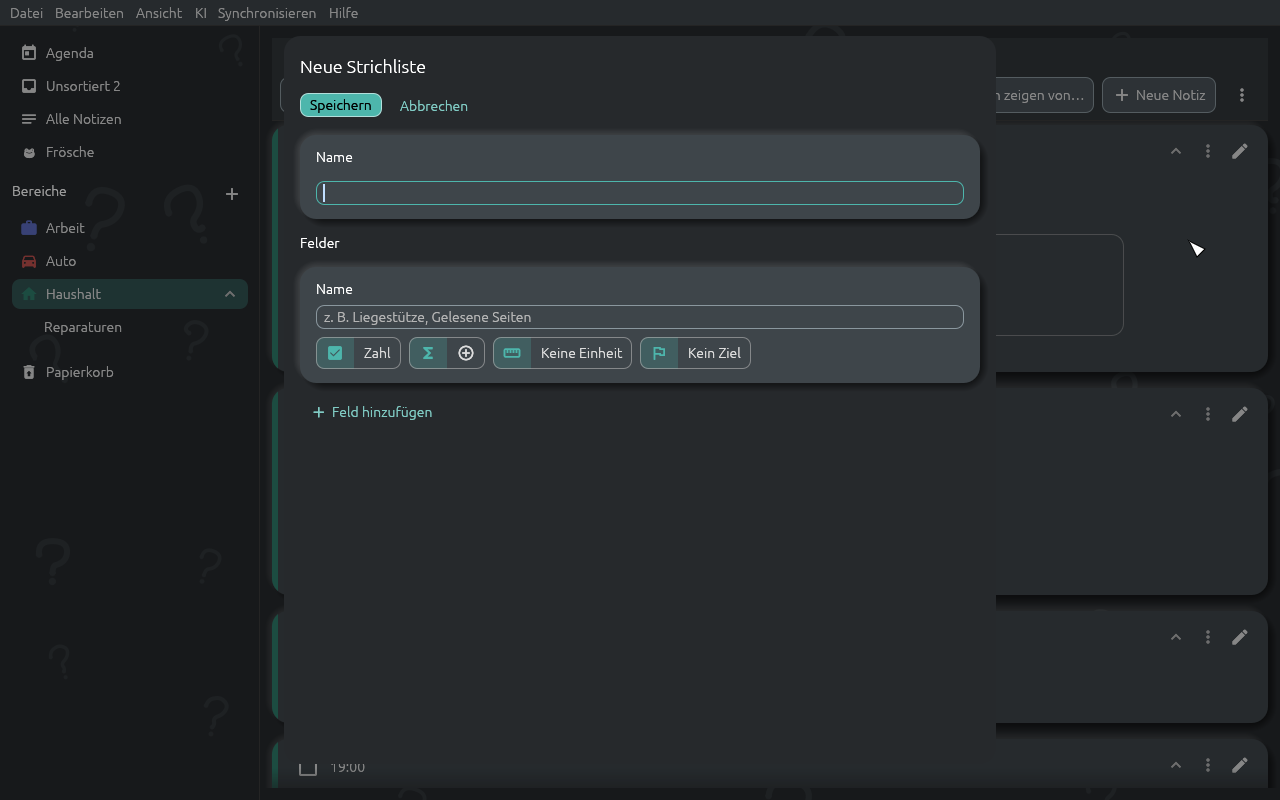 Datei Bearbeiten Ansicht KI Synchronisieren Hilfe
Agenda
Unsortiert 2
Alle Notizen
Frösche
Bereiche
Arbeit
Auto
Haushalt
Reparaturen
Papierkorb
Neue Strichliste
Speichern Abbrechen
zeigen von… Neue Notiz
Name
Felder
Name
z. B. Liegestütze, Gelesene Seiten
Zahl Keine Einheit Kein Ziel
Feld hinzufügen
19:00